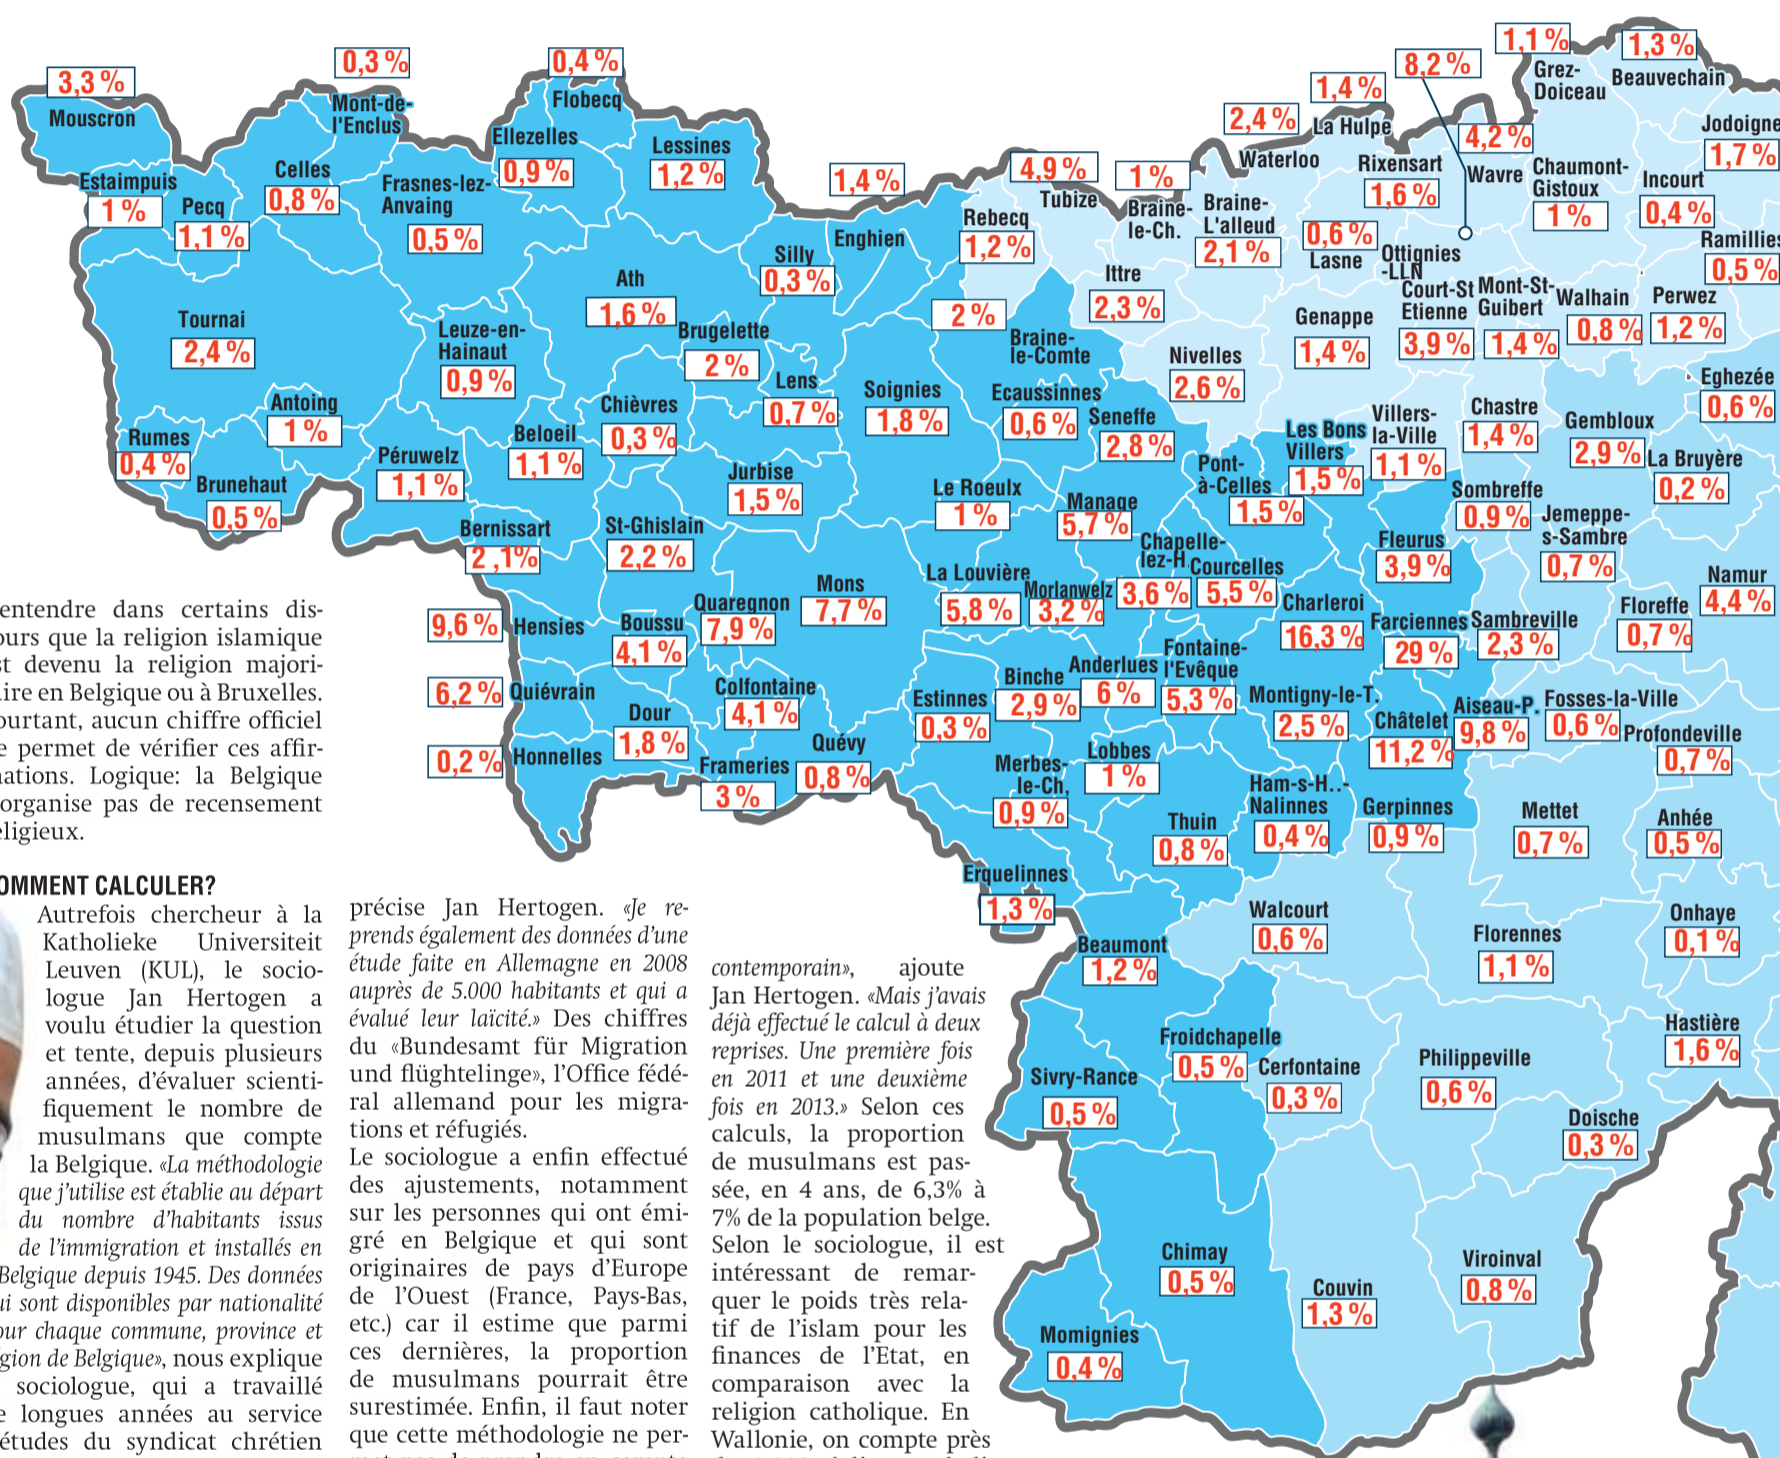 3,3 %
Mouscron
0,3 %
Mont-de-
l'Enclus
0,4 %
Flobecq
Ellezelles
0,9 %
Lessines
1,2 %
Estaimpuis
1 %
Pecq
1,1 %
Celles
0,8 %
Frasnes-lez-
Anvaing
0,5 %
1,4 %
Enghien
Silly
0,3 %
Rebecq
1,2 %
4,9 %
Tubize
1 %
Braine-
le-Ch.
Braine-
L'alleud
2,1 %
2,4 %
Waterloo
1,4 %
La Hulpe
8,2 %
Ottignies
-LLN
Rixensart
1,6 %
4,2 %
Wavre
1,1 %
Grez-
Doiceau
1,3 %
Beauvechain
Jodoigne
1,7 %
Chaumont-
Gistoux
1 %
Incourt
0,4 %
Ramillies
0,5 %
0,6 %
Lasne
Ittre
2,3 %
Tournai
2,4 %
Leuze-en-
Hainaut
0,9 %
Ath
1,6 %
Brugelette
2 %
2 %
Braine-
le-Comte
Nivelles
2,6 %
Genappe
1,4 %
Court-St
Etienne
3,9 %
Mont-St-
Guibert
1,4 %
Walhain
0,8 %
Perwez
1,2 %
Eghezée
0,6 %
Antoing
1 %
Rumes
0,4 %
Brunehaut
0,5 %
Péruwelz
1,1 %
Beloeil
1,1 %
Chièvres
0,3 %
Lens
0,7 %
Soignies
1,8 %
Ecaussinnes
0,6 %
Seneffe
2,8 %
Les Bons
Villers
1,5 %
Villers-
la-Ville
1,1 %
Chastre
1,4 %
Gembloux
2,9 %
La Bruyère
0,2 %
Jurbise
1,5 %
Le Roeulx
1 %
Manage
5,7 %
Pont-
à-Celles
1,5 %
Sombreffe
0,9 %
Jemeppe-
s-Sambre
0,7 %
Bernissart
2 ,1%
St-Ghislain
2,2 %
Mons
7,7 %
La Louvière
5,8 %
Morlanwelz
3,2 %
Chapelle-
lez-H.
3,6 %
Courcelles
5,5 %
Fleurus
3,9 %
Charleroi
16,3 %
Farciennes
29 %
Sambreville
2,3 %
Floreffe
0,7 %
Namur
4,4 %
9,6 %
Hensies
Boussu
4,1 %
Quaregnon
7,9 %
6,2 %
Quiévrain
Dour
1,8 %
Colfontaine
4,1 %
Estinnes
0,3 %
Binche
2,9 %
Anderlues
6 %
Fontaine-
l'Evêque
5,3 %
Montigny-le-T.
2,5 %
Châtelet
11,2 %
Aiseau-P.
9,8 %
Fosses-la-Ville
0,6 %
Profondeville
0,7 %
0,2 %
Honnelles
Frameries
3 %
Quévy
0,8 %
Merbes-
le-Ch,
0,9 %
Lobbes
1 %
Thuin
0,8 %
Ham-s-H..-
Nalinnes
0,4 %
Gerpinnes
0,9 %
Mettet
0,7 %
Anhée
0,5 %
Erquelinnes
1,3 %
Beaumont
1,2 %
Walcourt
0,6 %
Florennes
1,1 %
Onhaye
0,1 %
Hastière
1,6 %
Sivry-Rance
0,5 %
Froidchapelle
0,5 %
Cerfontaine
0,3 %
Philippeville
0,6 %
Doische
0,3 %
Momignies
0,4 %
Chimay
0,5 %
Couvin
1,3 %
Viroinval
0,8 %
entendre dans certains dis-
ours que la religion islamique
st devenu la religion majori-
ire en Belgique ou à Bruxelles.
ourtant, aucun chiffre officiel
e permet de vérifier ces affir-
ations. Logique: la Belgique
organise pas de recensement
eligieux.
OMMENT CALCULER?
Autrefois chercheur à la
Katholieke Universiteit
Leuven (KUL), le socio-
logue Jan Hertogen a
voulu étudier la question
et tente, depuis plusieurs
années, d'évaluer scienti-
fiquement le nombre de
musulmans que compte
la Belgique. «La méthodologie
que j'utilise est établie au départ
du nombre d'habitants issus
de l'immigration et installés en
Belgique depuis 1945. Des données
ui sont disponibles par nationalité
our chaque commune, province et
gion de Belgique», nous explique
sociologue, qui a travaillé
e longues années au service
études du syndicat chrétien
précise Jan Hertogen. «Je re-
prends également des données d'une
étude faite en Allemagne en 2008
auprès de 5.000 habitants et qui a
évalué leur laïcité.» Des chiffres
du «Bundesamt für Migration
und flüghtelinge», l'Office fédé-
ral allemand pour les migra-
tions et réfugiés.
Le sociologue a enfin effectué
des ajustements, notamment
sur les personnes qui ont émi-
gré en Belgique et qui sont
originaires de pays d'Europe
de l'Ouest (France, Pays-Bas,
etc.) car il estime que parmi
ces dernières, la proportion
de musulmans pourrait être
surestimée. Enfin, il faut noter
que cette méthodologie ne per-
contemporain», ajoute
Jan Hertogen. «Mais j'avais
déjà effectué le calcul à deux
reprises. Une première fois
en 2011 et une deuxième
fois en 2013.» Selon ces
calculs, la proportion
de musulmans est pas-
sée, en 4 ans, de 6,3% à
7% de la population belge.
Selon le sociologue, il est
intéressant de remar-
quer le poids très rela-
tif de l'islam pour les
finances de l'Etat, en
comparaison avec la
religion catholique. En
Wallonie, on compte près